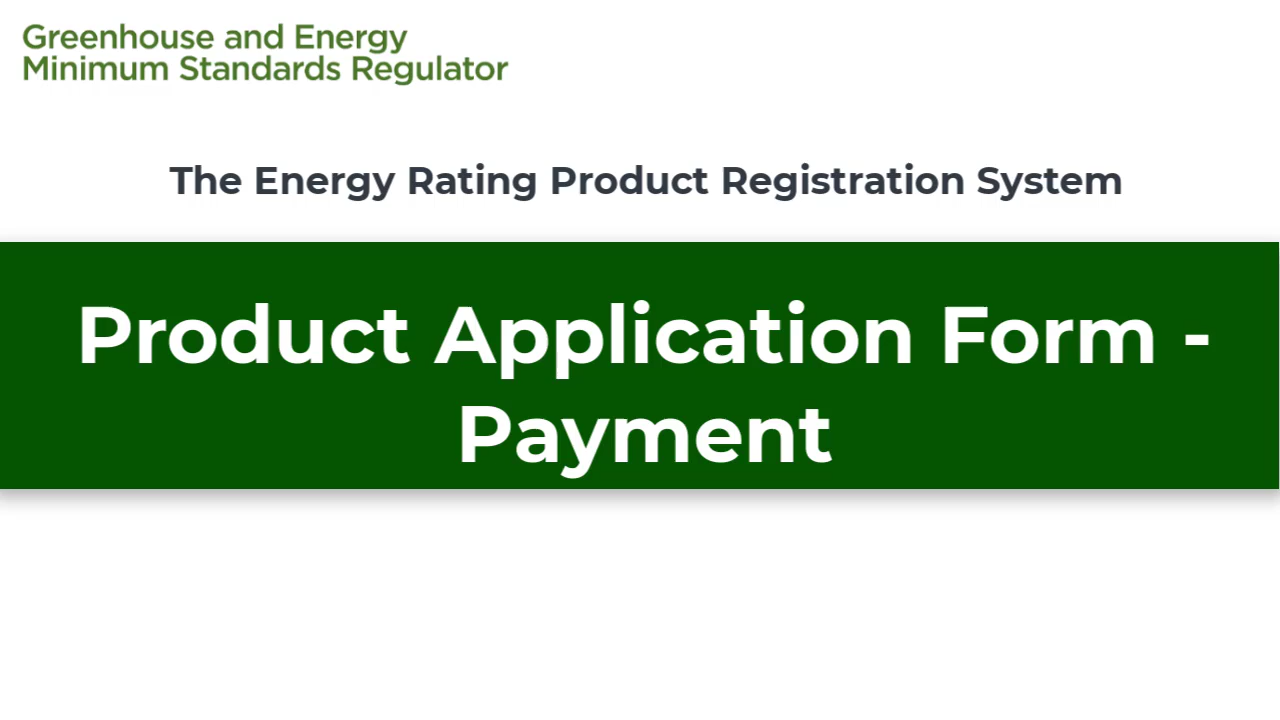 Greenhouse and Energy
Minimum Standards Regulator
The Energy Rating Product Registration System
Product Application Form -
Payment